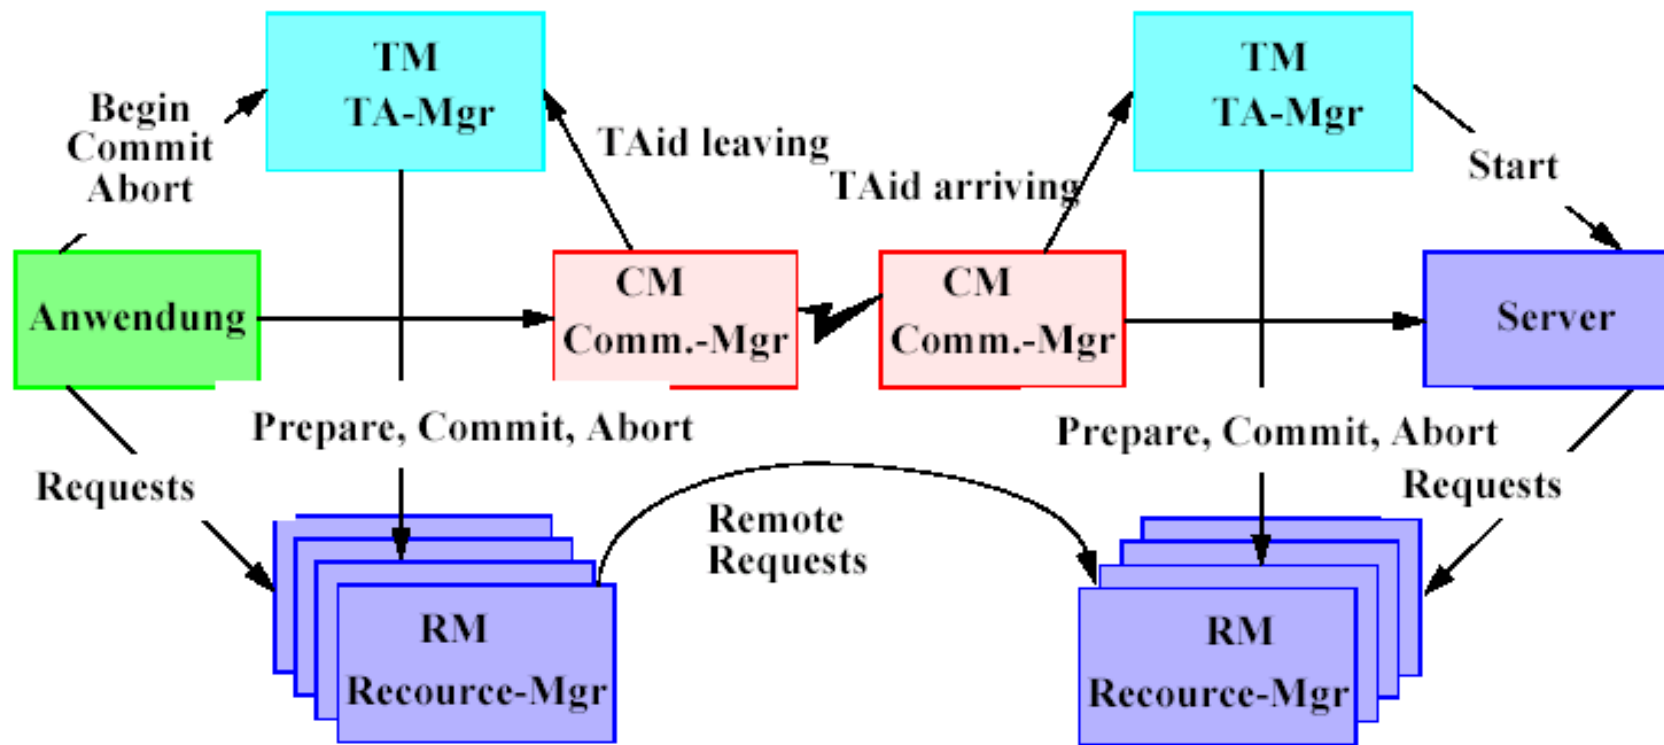 TM
TA-Mgr
TM
TA-Mgr
Begin
Commit
Abort
TAid leaving
TAid arriving
Start
Anwendung
CM
Comm.-Mgr
CM
Comm.-Mgr
Server
Prepare, Commit, Abort
Prepare, Commit, Abort
Requests
Remote
Requests
Requests
RM
Recource-Mgr
RM
Recource-Mgr